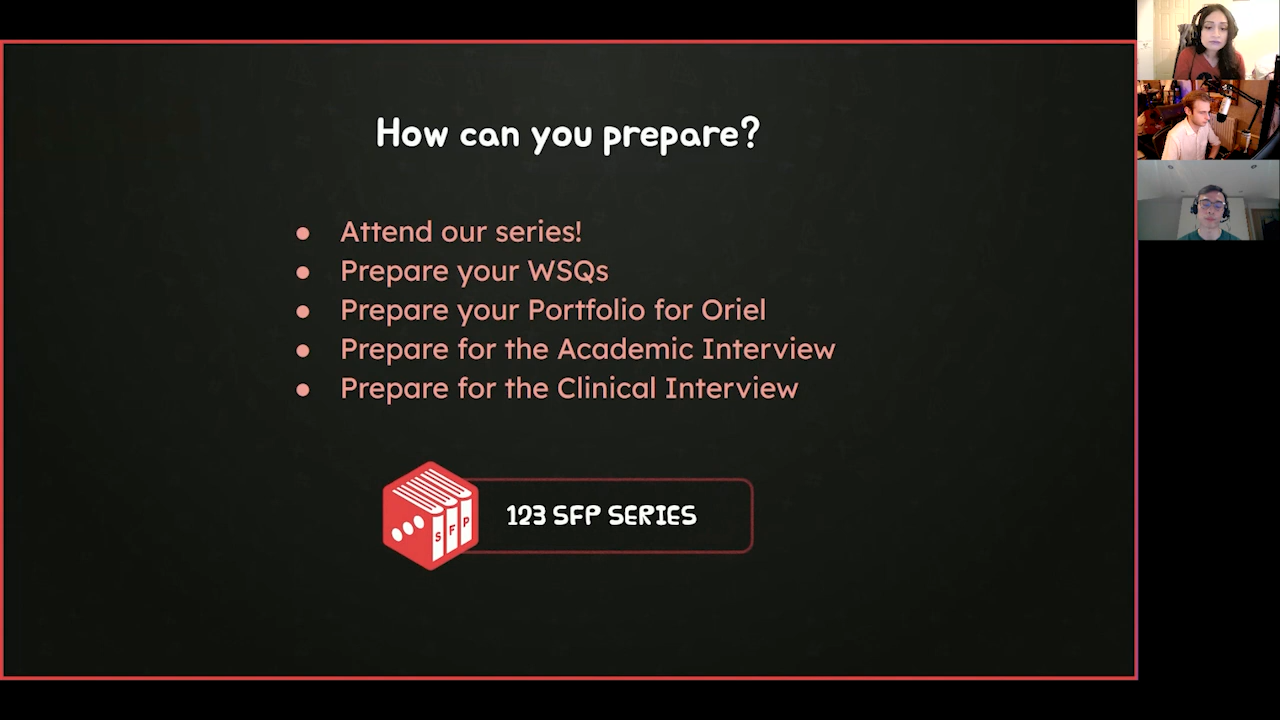 How can you prepare?
● Attend our series!
● Prepare your WSQs
● Prepare your Portfolio for Oriel
● Prepare for the Academic Interview
● Prepare for the Clinical Interview
S F P
123 SFP SERIES